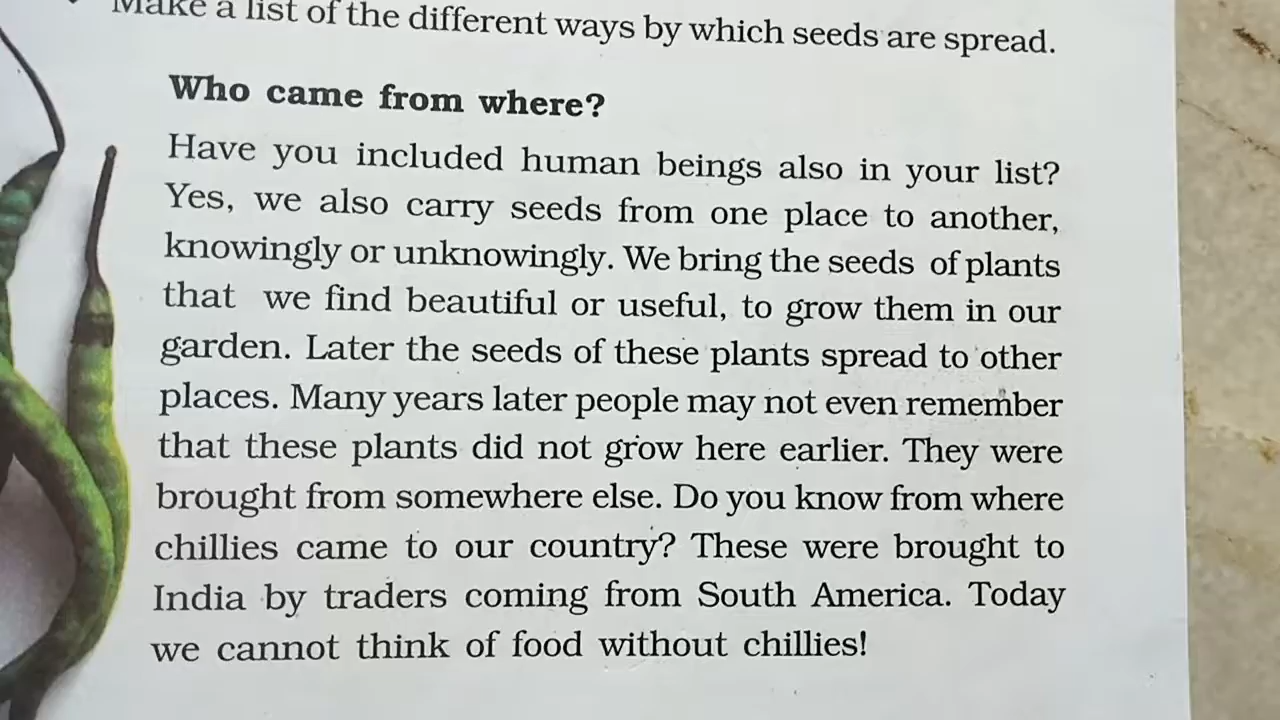 Make a list of the different ways by which seeds are spread.
Who came from where?
Have you included human beings also in your list?
Yes, we also carry seeds from one place to another,
knowingly or unknowingly. We bring the seeds of plants
that we find beautiful or useful, to grow them in our
garden. Later the seeds of these plants spread to other
places. Many years later people may not even remember
that these plants did not grow here earlier. They were
brought from somewhere else. Do you know from where
chillies came to our country? These were brought to
India by traders coming from South America. Today
we cannot think of food without chillies!